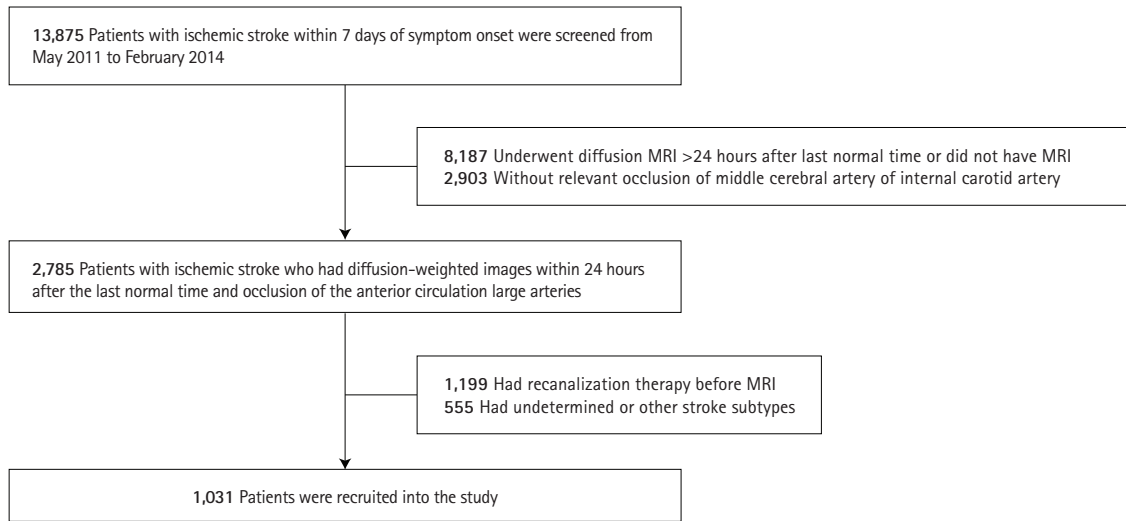 13,875 Patients with ischemic stroke within 7 days of symptom onset were screened from
May 2011 to February 2014
8,187 Underwent diffusion MRI >24 hours after last normal time or did not have MRI
2,903 Without relevant occlusion of middle cerebral artery of internal carotid artery
2,785 Patients with ischemic stroke who had diffusion-weighted images within 24 hours
after the last normal time and occlusion of the anterior circulation large arteries
1,199 Had recanalization therapy before MRI
555 Had undetermined or other stroke subtypes
1,031 Patients were recruited into the study